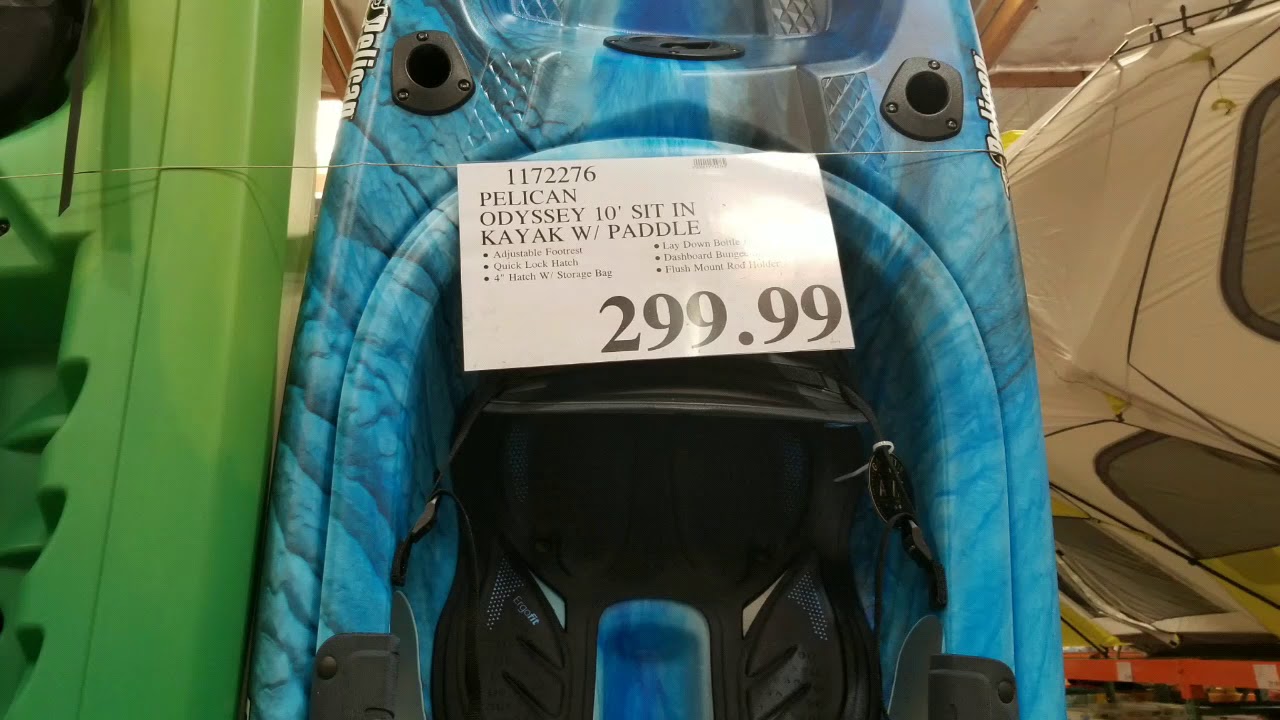 Pelican
Pelican
1172276
PELICAN
ODYSSEY 10' SIT IN
KAYAK W/ PADDLE
• Adjustable Footrest
• Quick Lock Hatch
• 4" Hatch W/ Storage Bag
• Lay Down Bottle
• Dashboard Bungee
• Flush Mount Rod Holder
299.99
Ergofit